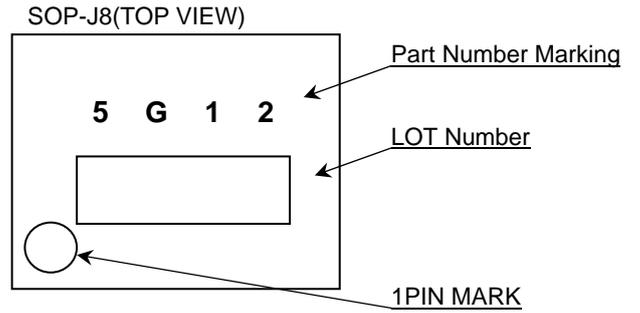 SOP-J8(TOP VIEW)
Part Number Marking
5 G 1 2
LOT Number
1PIN MARK